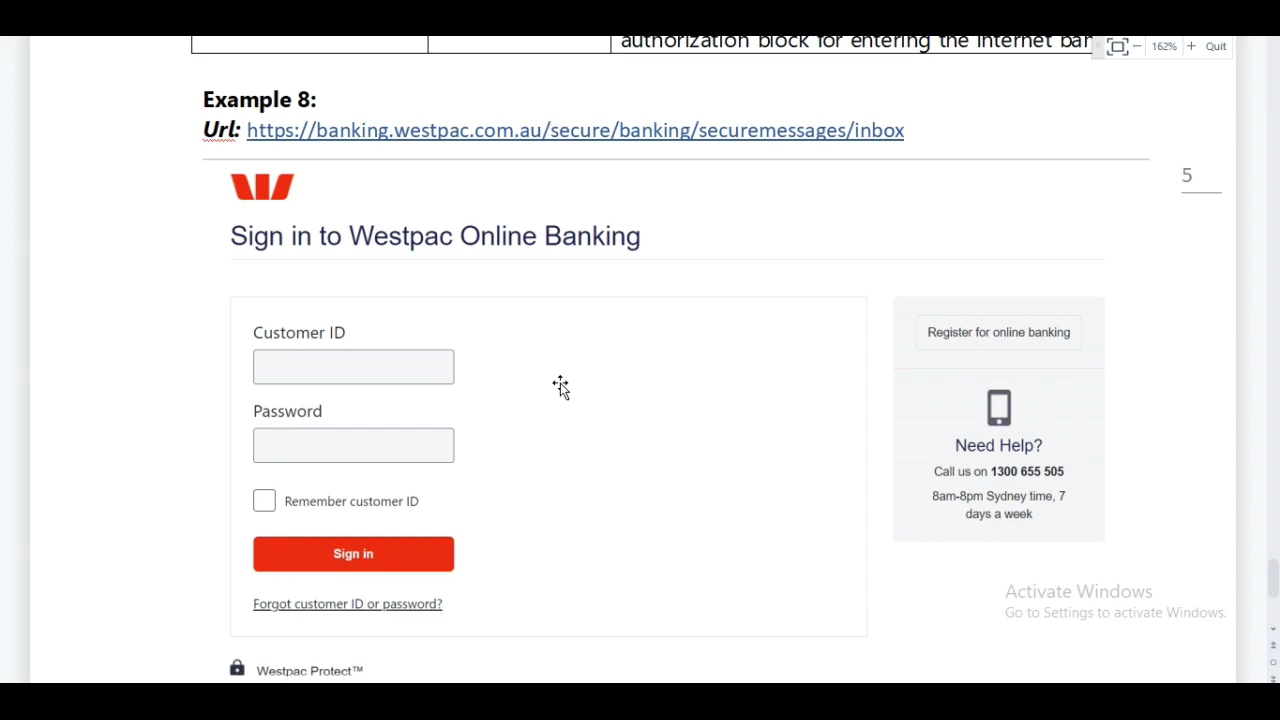 authorization block for entering the internet ban
162%
Quit
Example 8:
Url: https://banking.westpac.com.au/secure/banking/securemessages/inbox
5
Sign in to Westpac Online Banking
Customer ID
Password
Remember customer ID
Sign in
Forgot customer ID or password?
Westpac Protect™
Register for online banking
Need Help?
Call us on 1300 655 505
8am-8pm Sydney time, 7
days a week
Activate Windows
Go to Settings to activate Windows.